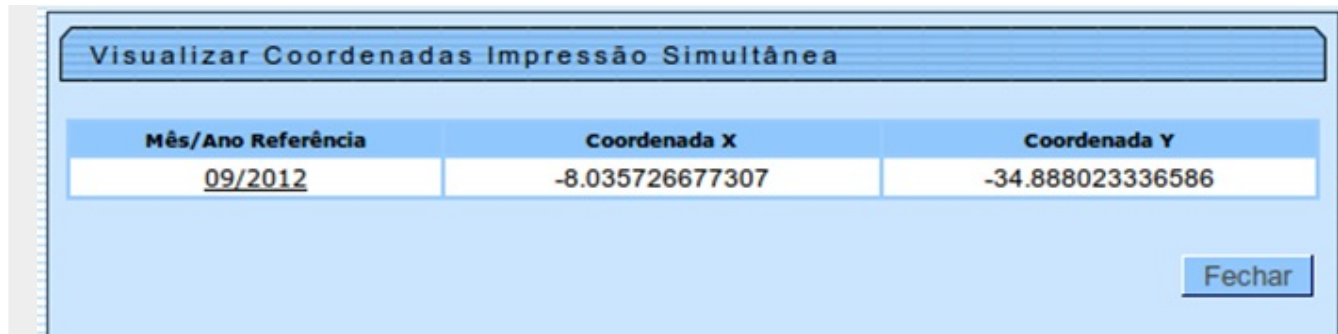 Visualizar Coordenadas Impressão Simultânea
Mês/Ano Referência Coordenada X Coordenada Y
09/2012 -8.035726677307 -34.888023336586
Fechar